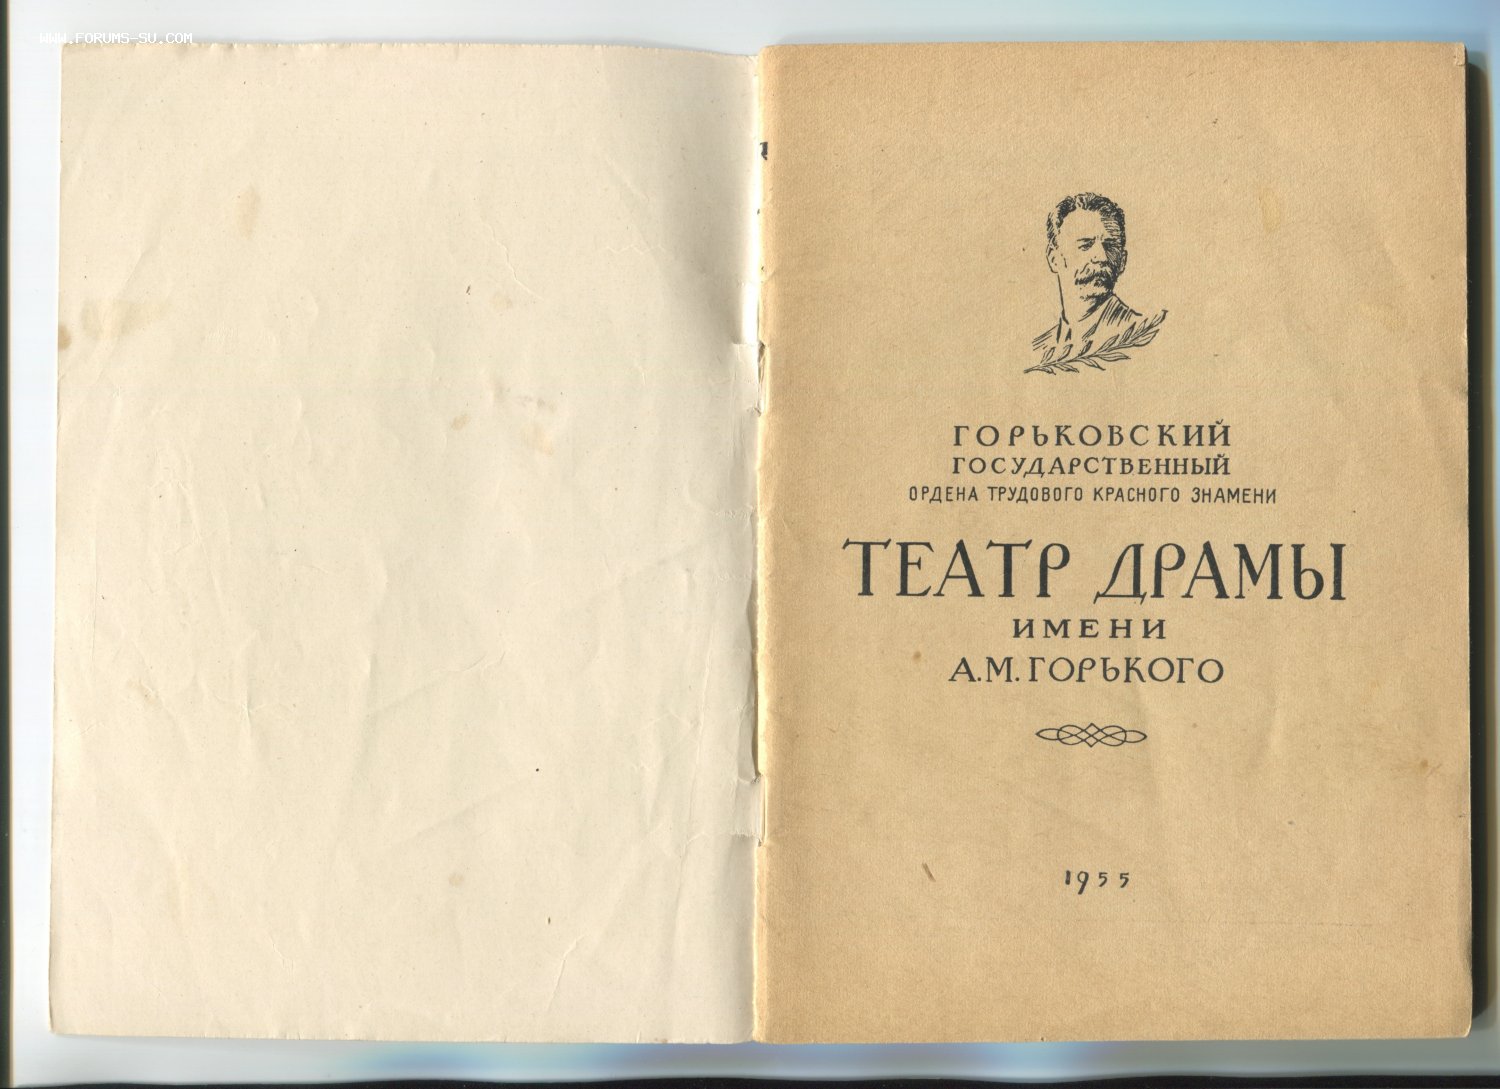 WWW.FORUMS-SU.COM
ГОРЬКОВСКИЙ
ГОСУДАРСТВЕННЫЙ
ОРДЕНА ТРУДОВОГО КРАСНОГО ЗНАМЕНИ
ТЕАТР ДРАМЫ
ИМЕНИ
А.М. ГОРЬКОГО
1955